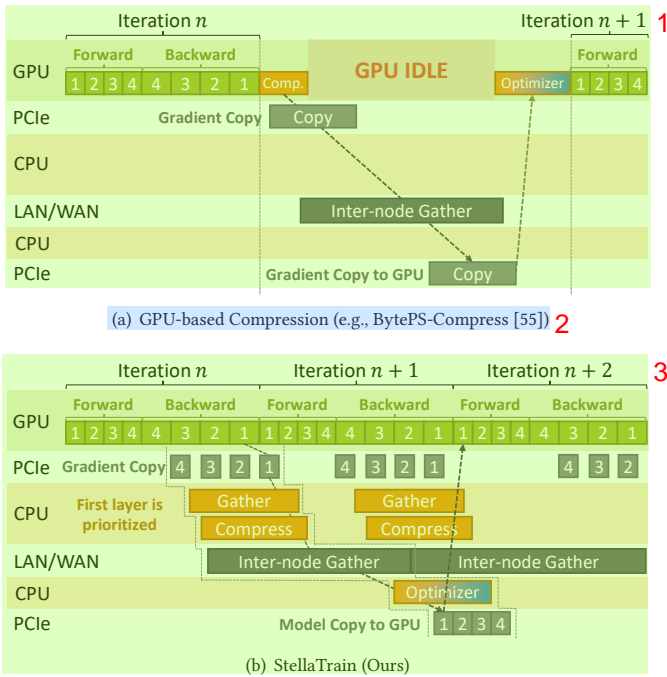 Iteration n Iteration n + 1 1
Forward Backward Forward
GPU 1 2 3 4 4 3 2 1 Comp. GPU IDLE Optimizer 1 2 3 4
PCIe Gradient Copy Copy
CPU
LAN/WAN Inter-node Gather
CPU
PCIe Gradient Copy to GPU Copy
(a) GPU-based Compression (e.g., BytePS-Compress [55]) 2
Iteration n Iteration n + 1 Iteration n + 2 3
Forward Backward Forward Backward Forward Backward
GPU 1 2 3 4 4 3 2 1 1 2 3 4 4 3 2 1 1 2 3 4 4 3 2 1
PCIe Gradient Copy 4 3 2 1 4 3 2 1 4 3 2
First layer is Gather Gather
CPU
prioritized Compress Compress
LAN/WAN Inter-node Gather Inter-node Gather
CPU Optimizer
PCIe Model Copy to GPU 1 2 3 4
(b) StellaTrain (Ours)